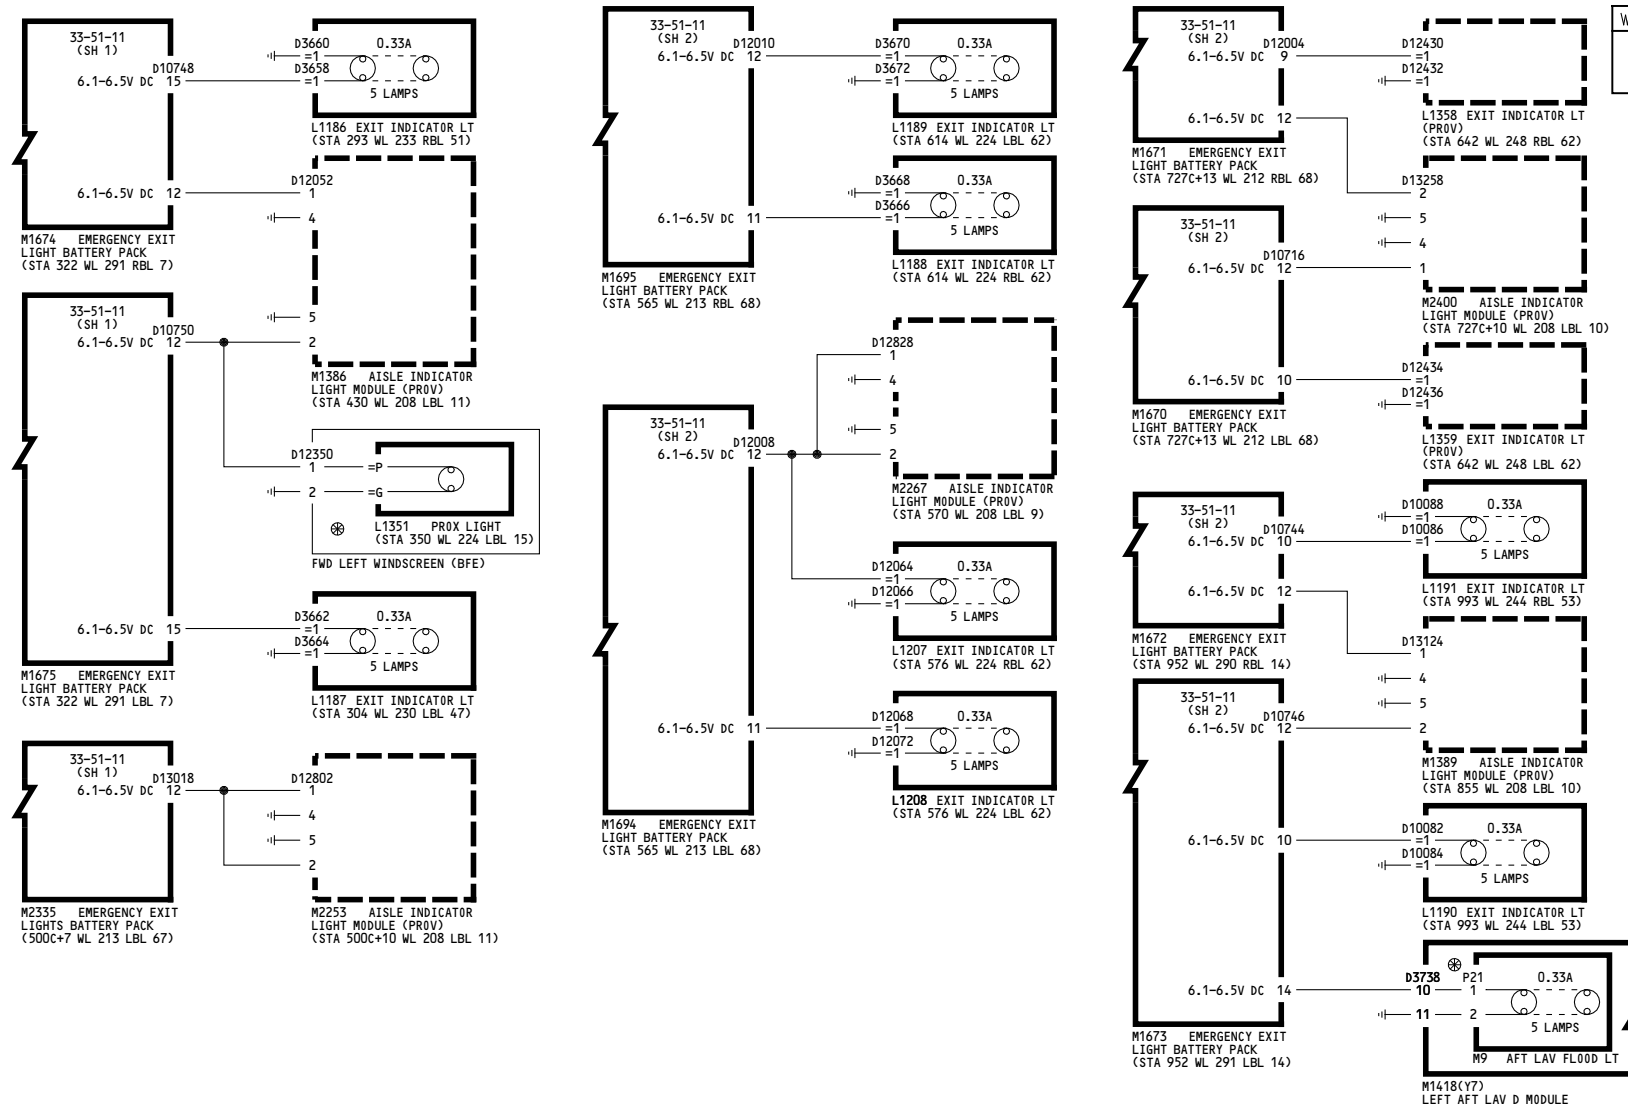 33-51-11
(SH 1)
D10748
6.1-6.5V DC 15
6.1-6.5V DC 12
M1674 EMERGENCY EXIT
LIGHT BATTERY PACK
(STA 322 WL 291 RBL 7)
D3660 0.33A
=1
D3658
=1
5 LAMPS
L1186 EXIT INDICATOR LT
(STA 293 WL 233 RBL 51)
D12052
1
4
5
2
M1386 AISLE INDICATOR
LIGHT MODULE (PROV)
(STA 430 WL 208 LBL 11)
33-51-11
(SH 1)
D10750
6.1-6.5V DC 12
6.1-6.5V DC 15
M1675 EMERGENCY EXIT
LIGHT BATTERY PACK
(STA 322 WL 291 LBL 7)
D12350
1 =P
2 =G
L1351 PROX LIGHT
(STA 350 WL 224 LBL 15)
FWD LEFT WINDSCREEN (BFE)
D3662 0.33A
=1
D3664
=1
5 LAMPS
L1187 EXIT INDICATOR LT
(STA 304 WL 230 LBL 47)
33-51-11
(SH 1)
D13018
6.1-6.5V DC 12
M2335 EMERGENCY EXIT
LIGHTS BATTERY PACK
(500C+7 WL 213 LBL 67)
D12802
1
4
5
2
M2253 AISLE INDICATOR
LIGHT MODULE (PROV)
(STA 500C+10 WL 208 LBL 11)
33-51-11
(SH 2)
D12010
6.1-6.5V DC 12
6.1-6.5V DC 11
M1695 EMERGENCY EXIT
LIGHT BATTERY PACK
(STA 565 WL 213 RBL 68)
D3670 0.33A
=1
D3672
=1
5 LAMPS
L1189 EXIT INDICATOR LT
(STA 614 WL 224 LBL 62)
D3668 0.33A
=1
D3666
=1
5 LAMPS
L1188 EXIT INDICATOR LT
(STA 614 WL 224 RBL 62)
D12828
1
4
5
2
M2267 AISLE INDICATOR
LIGHT MODULE (PROV)
(STA 570 WL 208 LBL 9)
33-51-11
(SH 2)
D12008
6.1-6.5V DC 12
6.1-6.5V DC 11
M1694 EMERGENCY EXIT
LIGHT BATTERY PACK
(STA 565 WL 213 LBL 68)
D12064 0.33A
=1
D12066
=1
5 LAMPS
L1207 EXIT INDICATOR LT
(STA 576 WL 224 RBL 62)
D12068 0.33A
=1
D12072
=1
5 LAMPS
L1208 EXIT INDICATOR LT
(STA 576 WL 224 LBL 62)
33-51-11
(SH 2)
D12004
6.1-6.5V DC 9
6.1-6.5V DC 12
M1671 EMERGENCY EXIT
LIGHT BATTERY PACK
(STA 727C+13 WL 212 RBL 68)
D12430
=1
D12432
=1
L1358 EXIT INDICATOR LT
(PROV)
(STA 642 WL 248 RBL 62)
D13258
2
5
4
1
M2400 AISLE INDICATOR
LIGHT MODULE (PROV)
(STA 727C+10 WL 208 LBL 10)
33-51-11
(SH 2)
D10716
6.1-6.5V DC 12
6.1-6.5V DC 10
M1670 EMERGENCY EXIT
LIGHT BATTERY PACK
(STA 727C+13 WL 212 LBL 68)
D12434
=1
D12436
=1
L1359 EXIT INDICATOR LT
(PROV)
(STA 642 WL 248 LBL 62)
33-51-11
(SH 2)
D10744
6.1-6.5V DC 10
6.1-6.5V DC 12
M1672 EMERGENCY EXIT
LIGHT BATTERY PACK
(STA 952 WL 290 RBL 14)
D10088 0.33A
=1
D10086
=1
5 LAMPS
L1191 EXIT INDICATOR LT
(STA 993 WL 244 RBL 53)
D13124
1
4
5
2
M1389 AISLE INDICATOR
LIGHT MODULE (PROV)
(STA 855 WL 208 LBL 10)
33-51-11
(SH 2)
D10746
6.1-6.5V DC 12
6.1-6.5V DC 10
6.1-6.5V DC 14
M1673 EMERGENCY EXIT
LIGHT BATTERY PACK
(STA 952 WL 291 LBL 14)
D10082 0.33A
=1
D10084
=1
5 LAMPS
L1190 EXIT INDICATOR LT
(STA 993 WL 244 LBL 53)
D3738 P21 0.33A
10 1
11 2
5 LAMPS
M9 AFT LAV FLOOD LT
M1418(Y7)
LEFT AFT LAV D MODULE